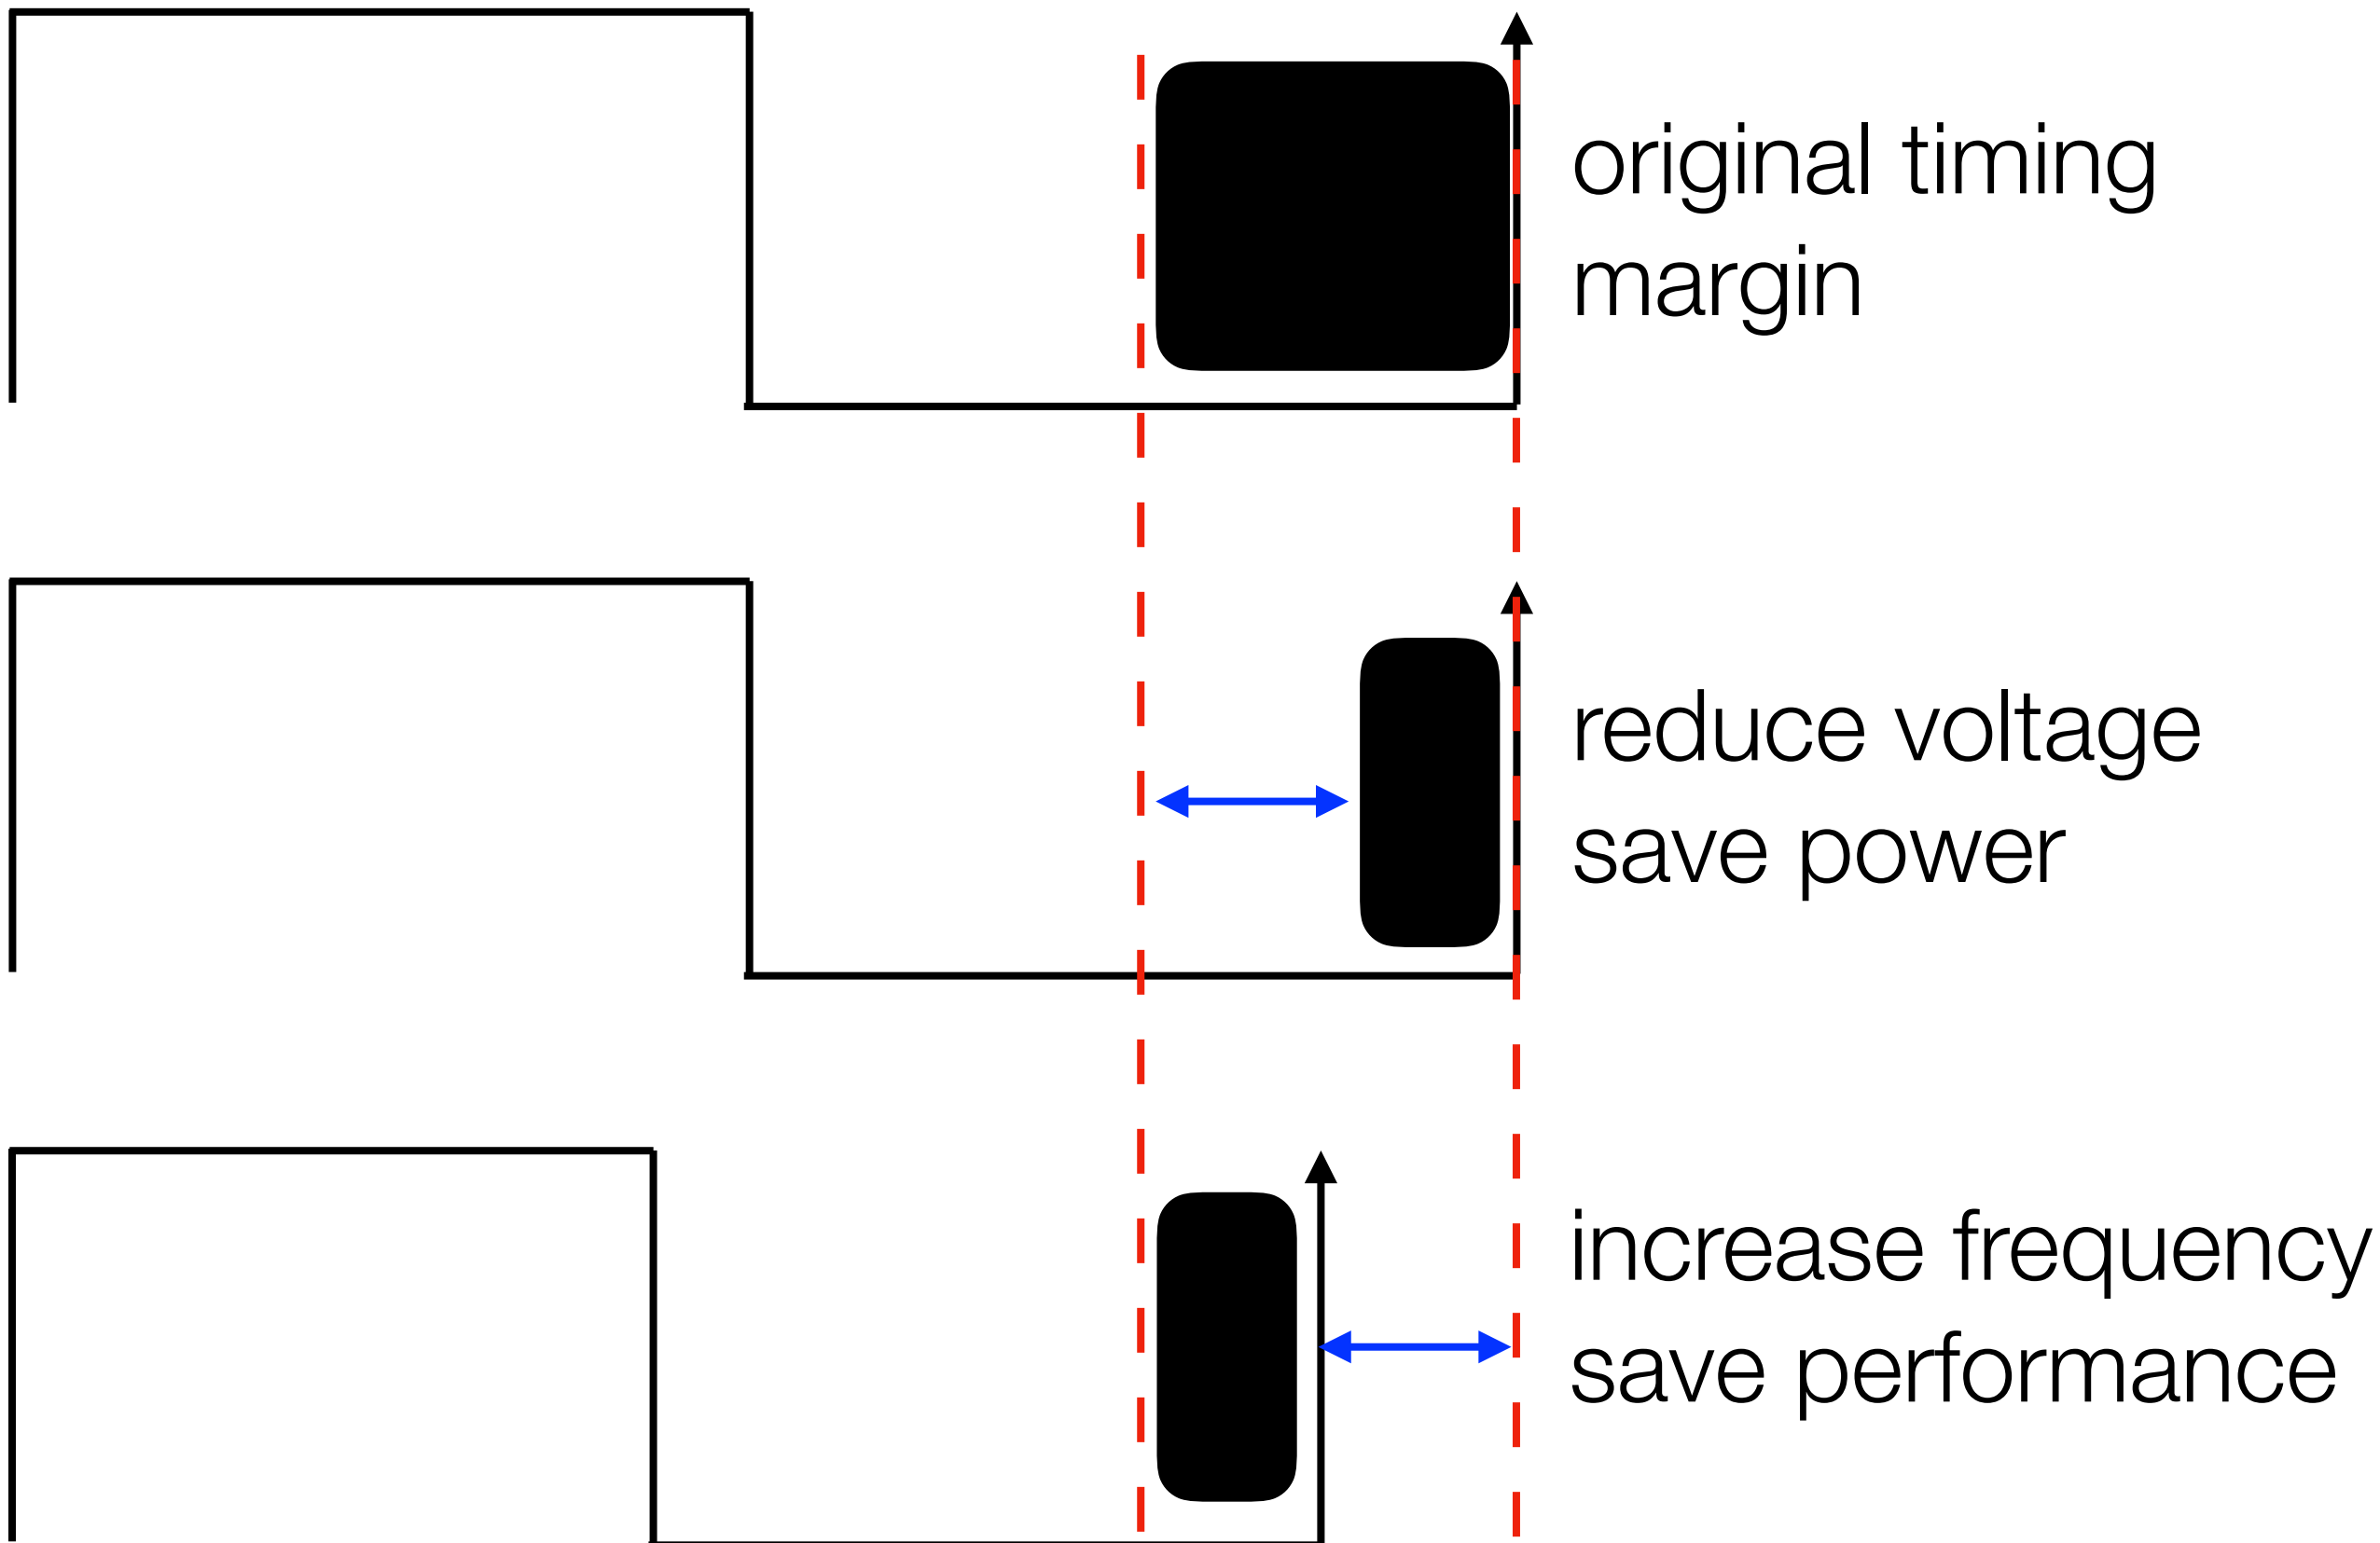 original timing
margin
reduce voltage
save power
increase frequency
save performance